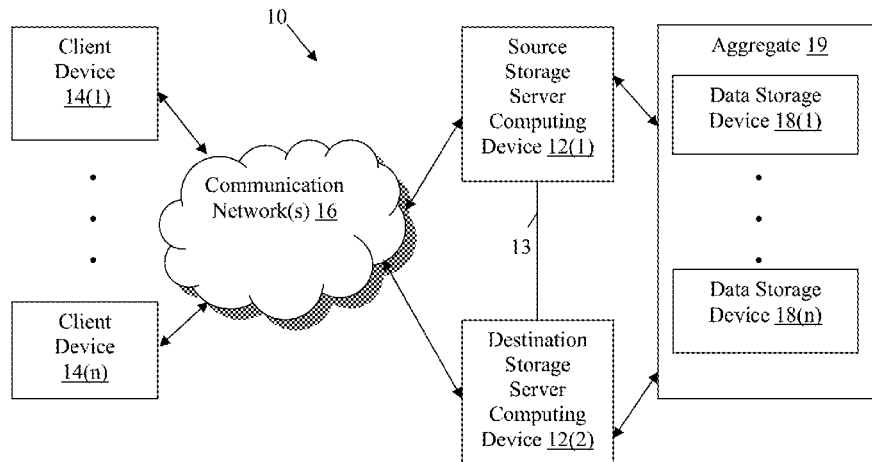 10
Client
Device
14(1)
Communication
Network(s) 16
Client
Device
14(n)
Source
Storage
Server
Computing
Device 12(1)
13
Destination
Storage
Server
Computing
Device 12(2)
Aggregate 19
Data Storage
Device 18(1)
Data Storage
Device 18(n)